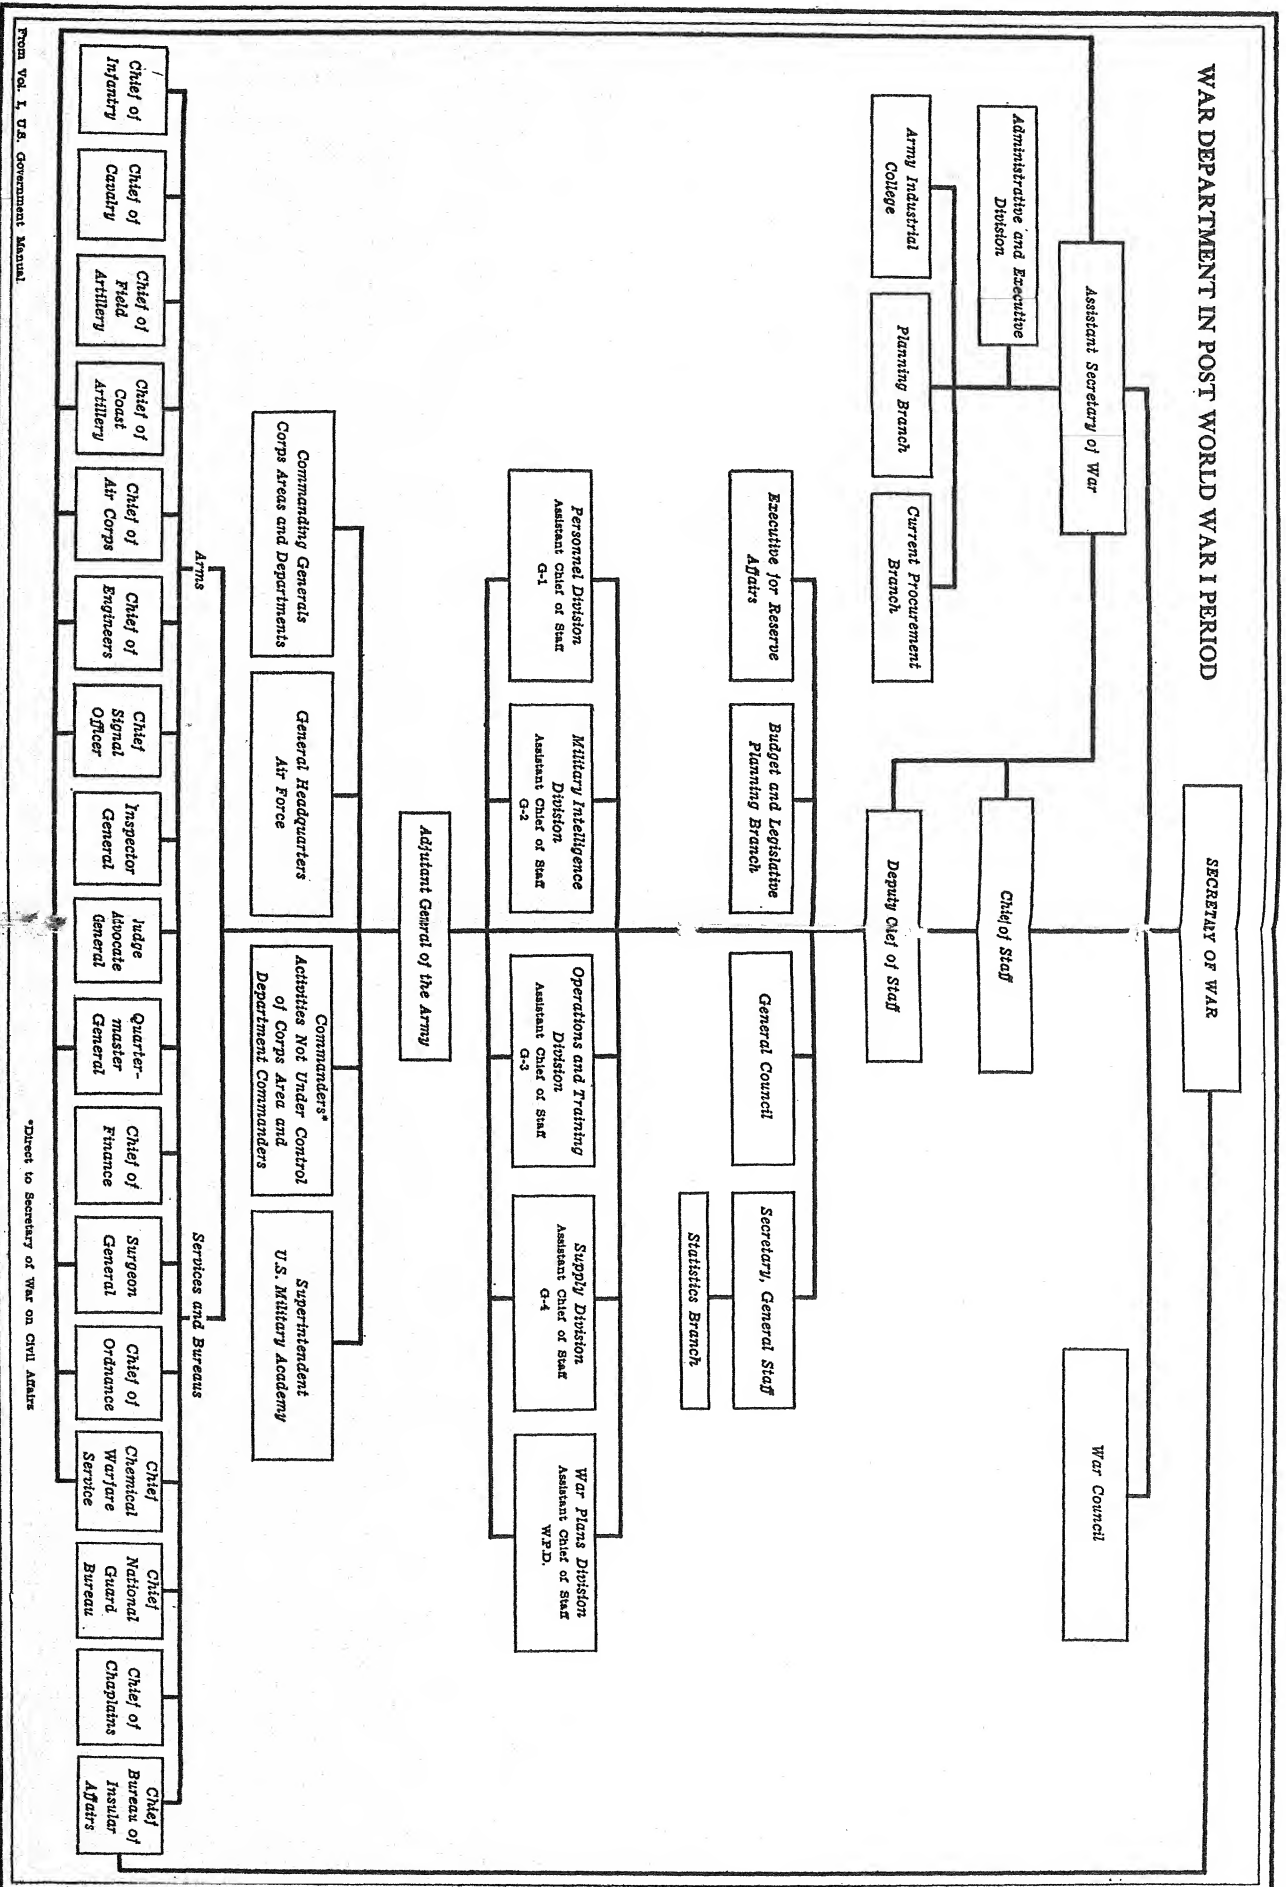 WAR DEPARTMENT IN POST WORLD WAR I PERIOD
SECRETARY OF WAR
Assistant Secretary of War
War Council
Chief of Staff
Administrative and Executive
Division
Deputy Chief of Staff
Army Industrial
College
Planning Branch
Current Procurement
Branch
Executive for Reserve
Affairs
Budget and Legislative
Planning Branch
General Council
Secretary, General Staff
Statistics Branch
Personnel Division
Assistant Chief of Staff
G-1
Military Intelligence
Division
Assistant Chief of Staff
G-2
Operations and Training
Division
Assistant Chief of Staff
G-3
Supply Division
Assistant Chief of Staff
G-4
War Plans Division
Assistant Chief of Staff
W.P.D.
Adjutant General of the Army
Commanding Generals
Corps Areas and Departments
General Headquarters
Air Force
Commanders*
Activities Not Under Control
of Corps Area and
Department Commanders
Superintendent
U.S. Military Academy
Arms
Services and Bureaus
Chief of
Infantry
Chief of
Cavalry
Chief of
Field
Artillery
Chief of
Coast
Artillery
Chief of
Air Corps
Chief of
Engineers
Chief
Signal
Officer
Inspector
General
Judge
Advocate
General
Quarter-
master
General
Chief of
Finance
Surgeon
General
Chief of
Ordnance
Chief
Chemical
Warfare
Service
Chief
National
Guard
Bureau
Chief of
Chaplains
Chief
Bureau of
Insular
Affairs
*Direct to Secretary of War on Civil Affairs
From Vol. I, U.S. Government Manual